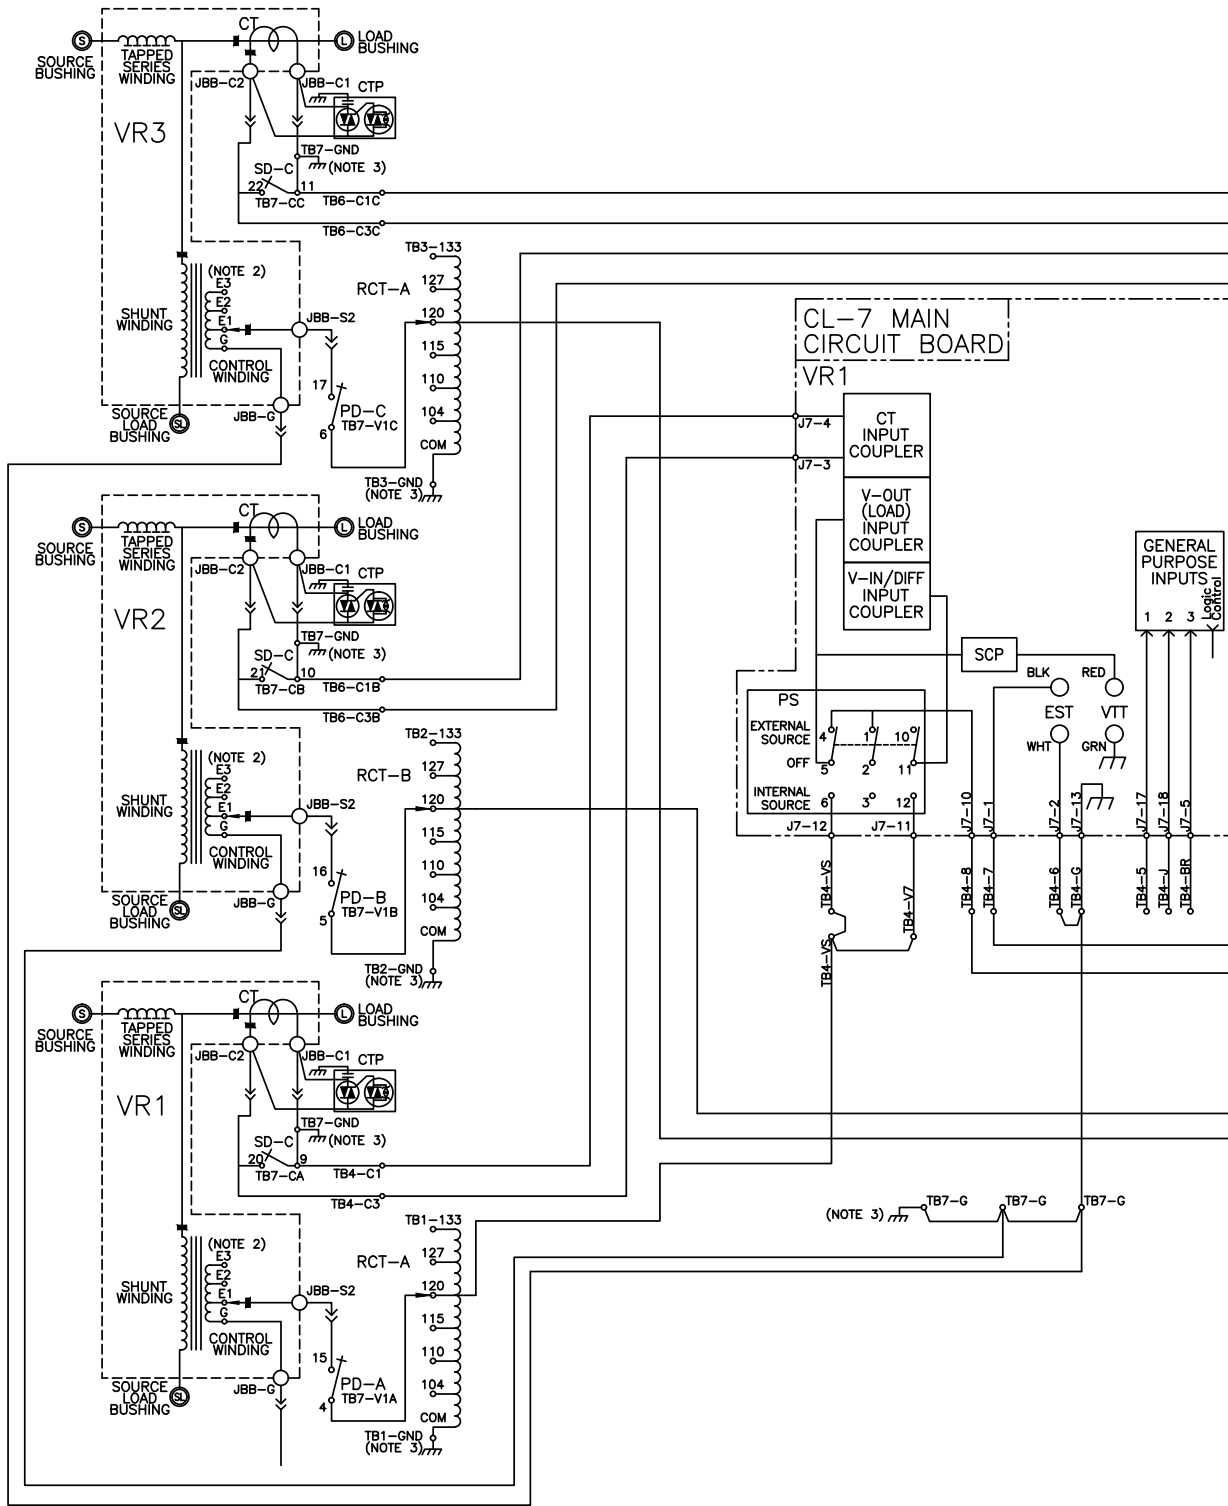 CT
S
L
LOAD
BUSHING
SOURCE
BUSHING
TAPPED
SERIES
WINDING
JBB-C2
JBB-C1
CTP
VR3
TB7-GND
(NOTE 3)
SD-C
22
11
TB7-CC
TB6-C1C
TB6-C3C
TB3-133
(NOTE 2)
E3
E2
E1
G
127
RCT-A
120
SHUNT
WINDING
JBB-S2
115
CONTROL
WINDING
17
110
SOURCE
LOAD
BUSHING
SL
JBB-G
PD-C
TB7-V1C
6
104
COM
TB3-GND
(NOTE 3)
CL-7 MAIN
CIRCUIT BOARD
VR1
J7-4
CT
INPUT
COUPLER
J7-3
V-OUT
(LOAD)
INPUT
COUPLER
V-IN/DIFF
INPUT
COUPLER
GENERAL
PURPOSE
INPUTS
1 2 3
Logic
Control
SCP
BLK
RED
EST
VTT
WHT
GRN
PS
EXTERNAL
SOURCE
4
1
10
OFF
5
2
11
INTERNAL
SOURCE
6
3
12
J7-12
J7-11
J7-10
J7-1
J7-2
J7-13
J7-17
J7-18
J7-5
TB4-VS
TB4-V7
TB4-8
TB4-7
TB4-6
TB4-G
TB4-5
TB4-J
TB4-BR
TB4-VS
CT
S
L
LOAD
BUSHING
SOURCE
BUSHING
TAPPED
SERIES
WINDING
JBB-C2
JBB-C1
CTP
VR2
TB7-GND
(NOTE 3)
SD-C
21
10
TB7-CB
TB6-C1B
TB6-C3B
TB2-133
(NOTE 2)
E3
E2
E1
G
127
RCT-B
120
SHUNT
WINDING
JBB-S2
115
CONTROL
WINDING
16
110
SOURCE
LOAD
BUSHING
SL
JBB-G
PD-B
TB7-V1B
5
104
COM
TB2-GND
(NOTE 3)
CT
S
L
LOAD
BUSHING
SOURCE
BUSHING
TAPPED
SERIES
WINDING
JBB-C2
JBB-C1
CTP
VR1
TB7-GND
(NOTE 3)
SD-C
20
9
TB7-CA
TB4-C1
TB4-C3
TB1-133
(NOTE 2)
E3
E2
E1
G
127
RCT-A
120
SHUNT
WINDING
JBB-S2
115
CONTROL
WINDING
15
110
SOURCE
LOAD
BUSHING
SL
JBB-G
PD-A
TB7-V1A
4
104
COM
TB1-GND
(NOTE 3)
(NOTE 3)
TB7-G
TB7-G
TB7-G